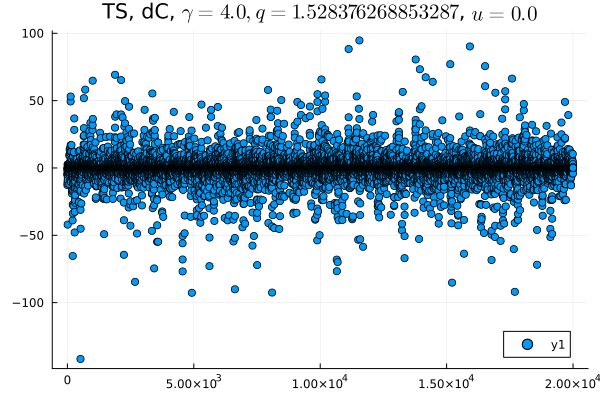 TS, dC, γ = 4.0, q = 1.528376268853287, u = 0.0
100
50
0
−50
−100
y1
0 5.00×10³ 1.00×10⁴ 1.50×10⁴ 2.00×10⁴